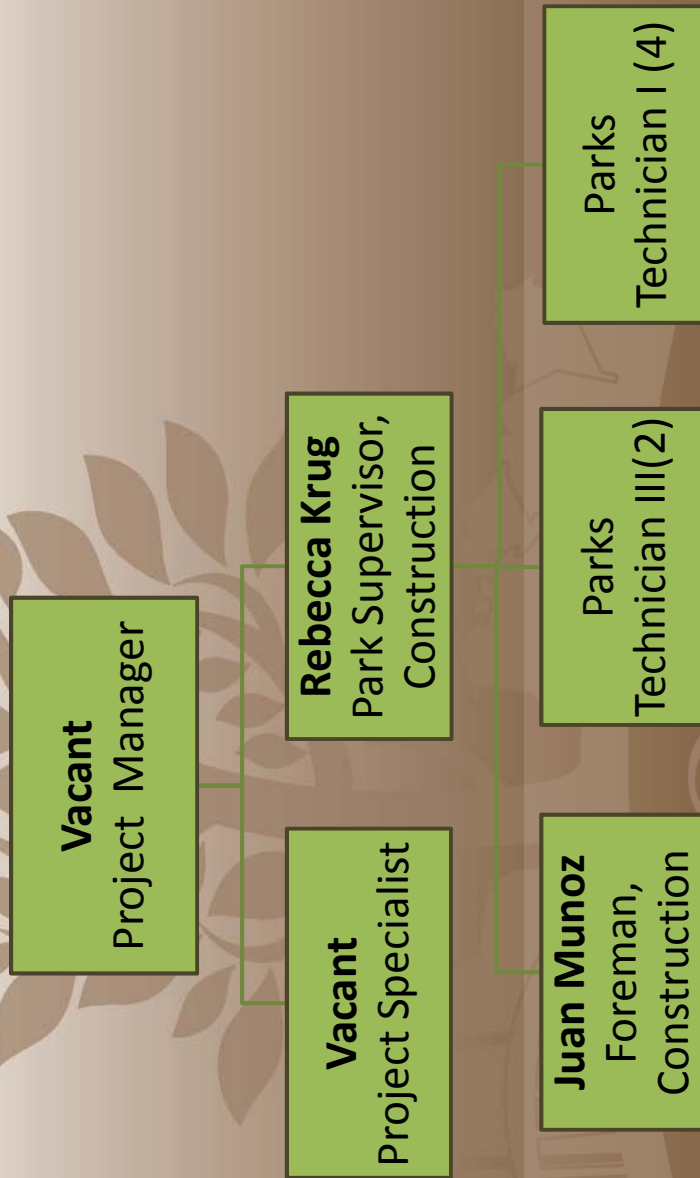 Vacant
Project Manager
Vacant
Project Specialist
Rebecca Krug
Park Supervisor,
Construction
Juan Munoz
Foreman,
Construction
Parks
Technician III(2)
Parks
Technician I (4)